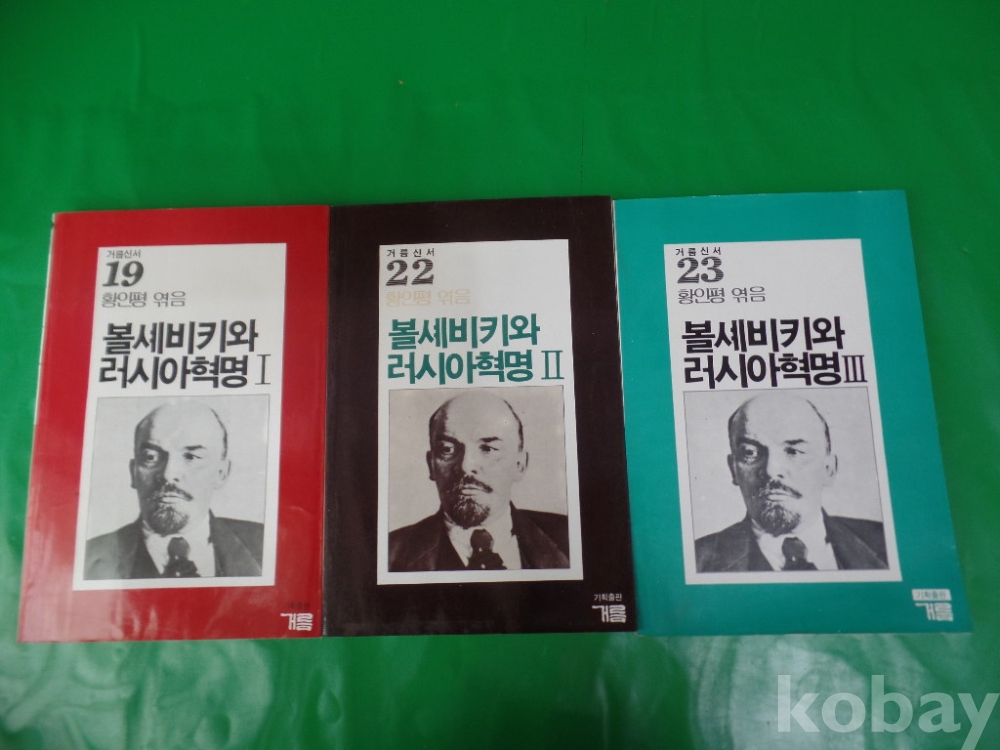 거름신서
19
황인평 엮음
볼셰비키와
러시아혁명 I
거름
거름신서
22
황인평 엮음
볼셰비키와
러시아혁명 II
기획출판
거름
거름신서
23
황인평 엮음
볼셰비키와
러시아혁명 III
기획출판
거름
kobay